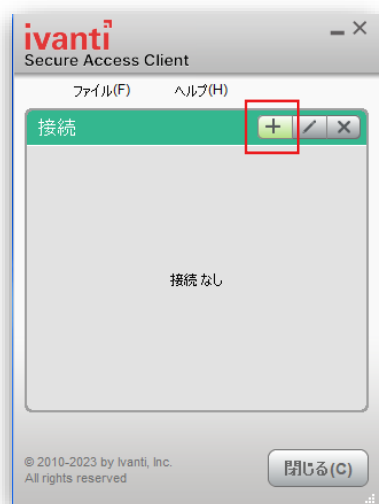 ivanti
Secure Access Client
ファイル(F) ヘルプ(H)
接続
接続なし
© 2010-2023 by Ivanti, Inc.
All rights reserved
閉じる(C)